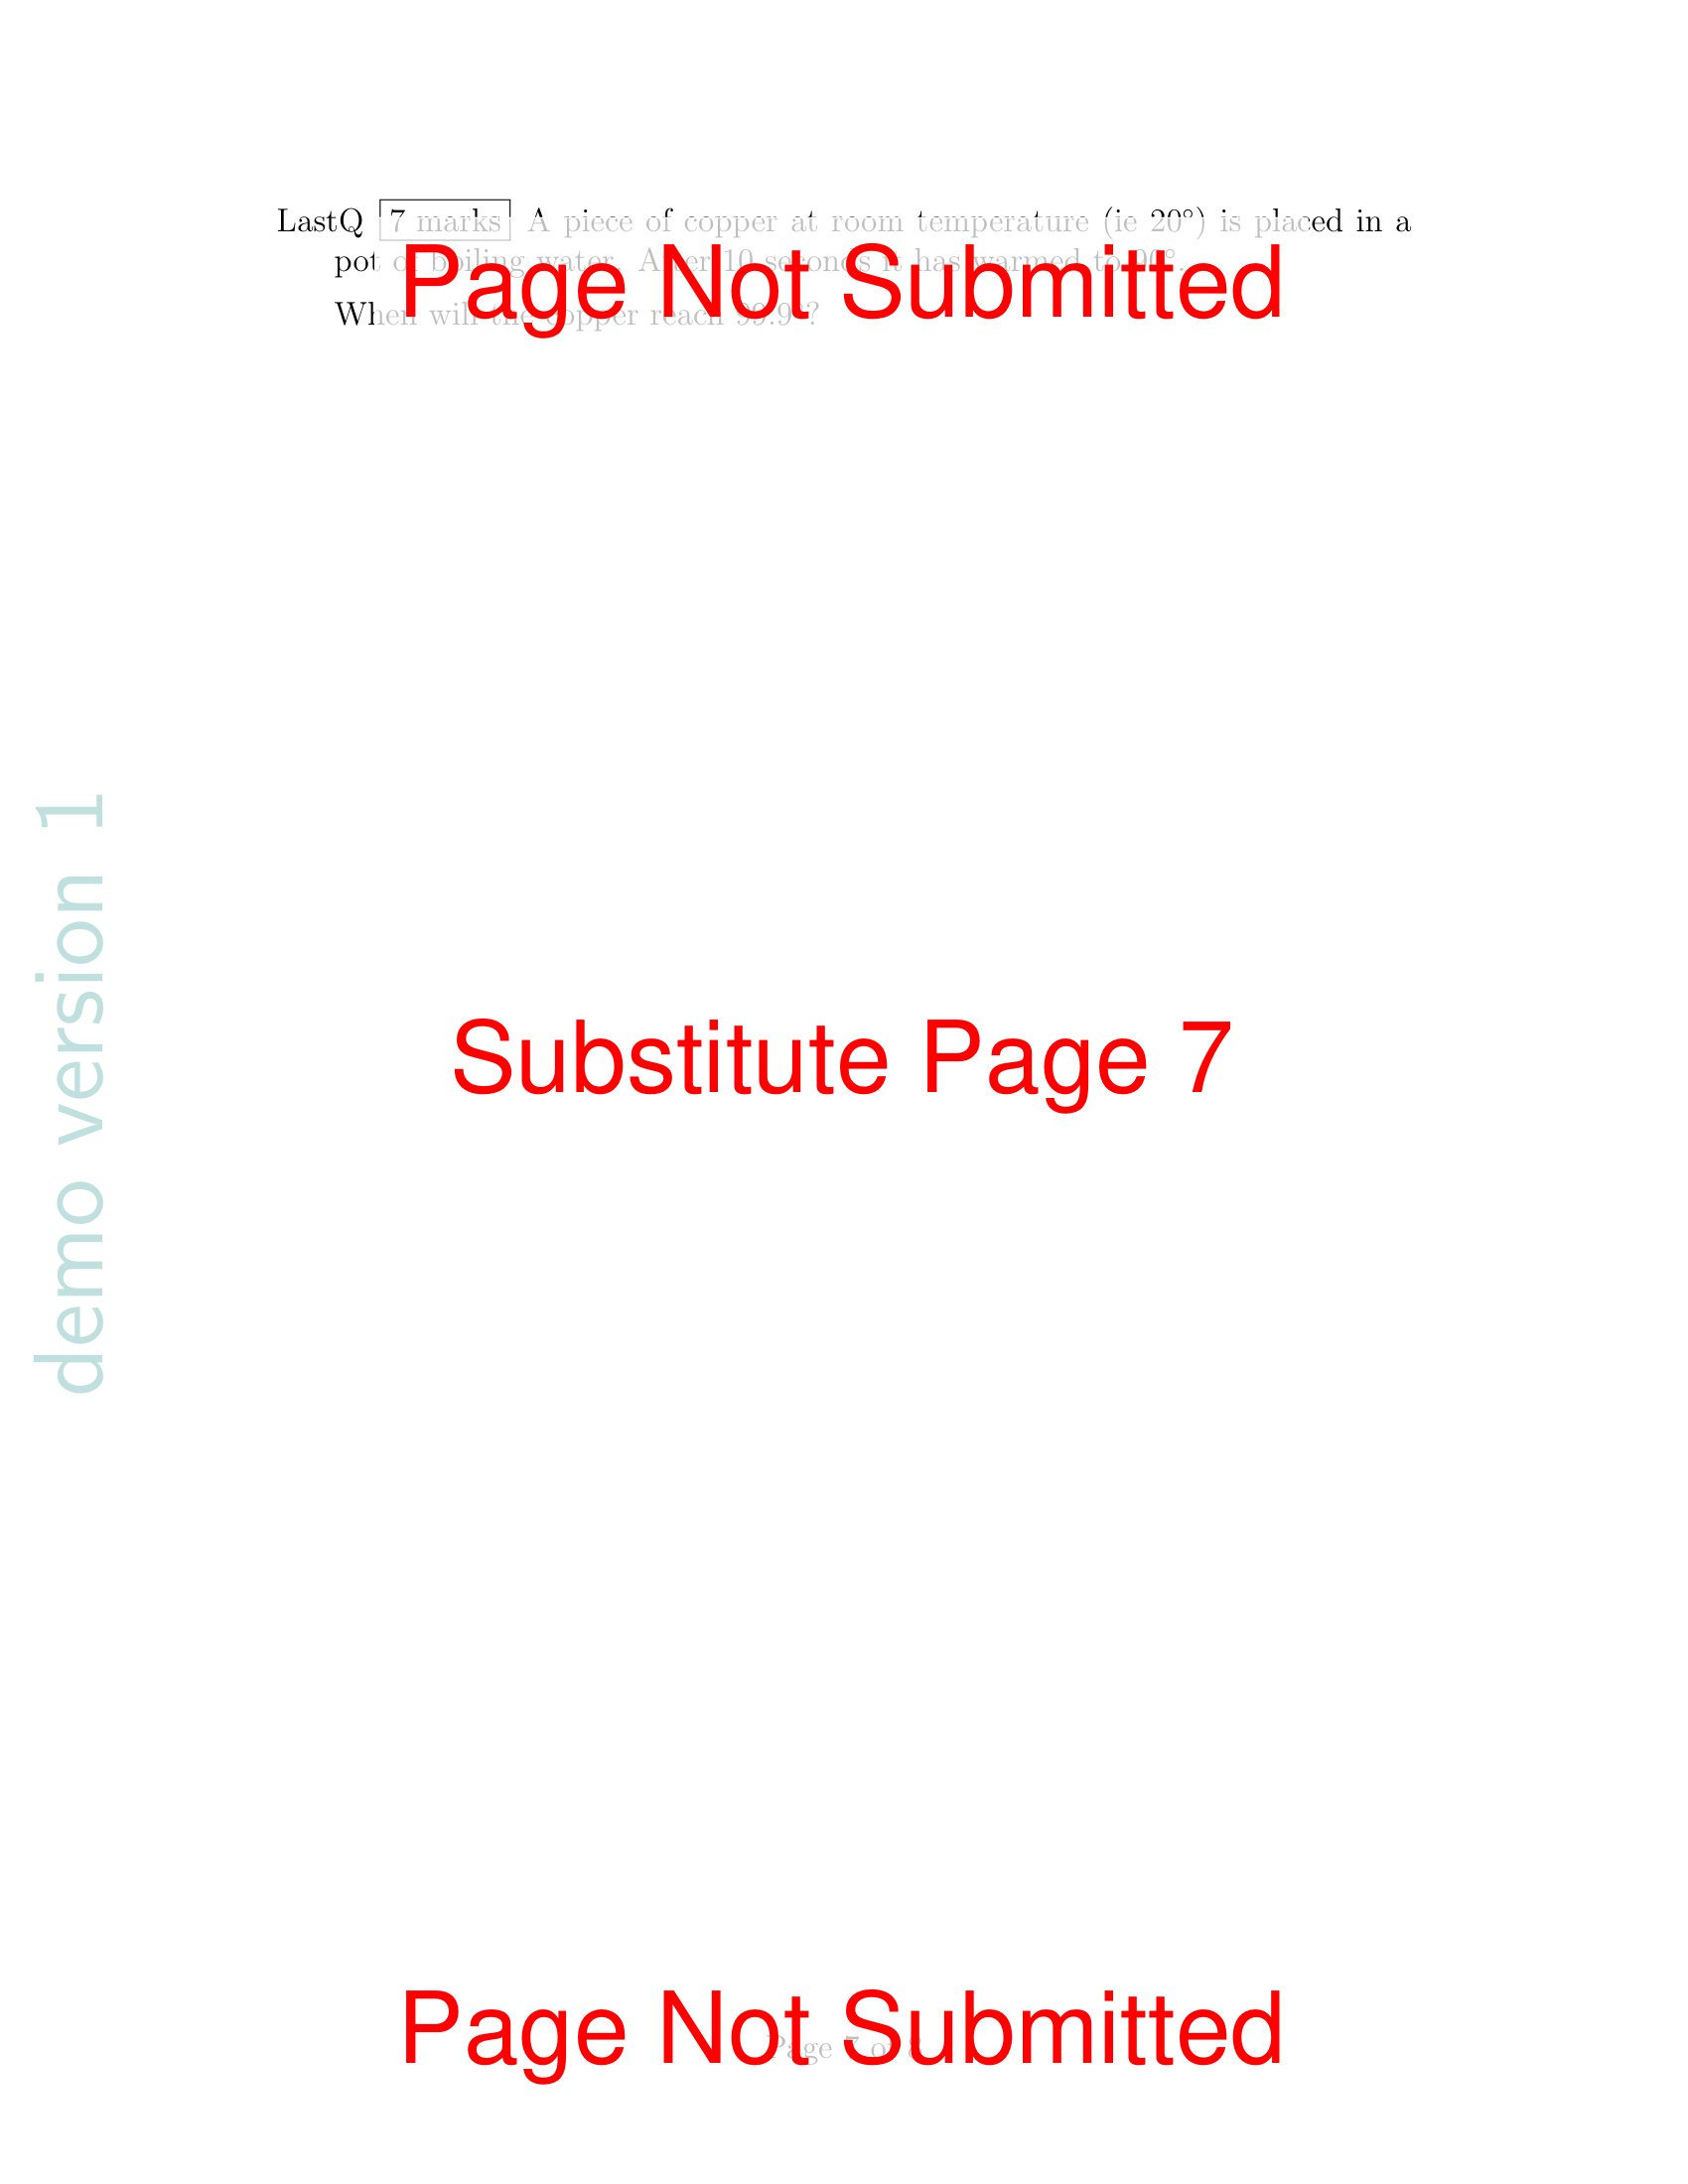 LastQ 7 marks A piece of copper at room temperature (ie 20°) is placed in a
pot of boiling water. After 10 seconds it has warmed to 90°.
When will the copper reach 99.9°?
Page Not Submitted
demo version 1
Substitute Page 7
Page Not Submitted
Page 7 of 8